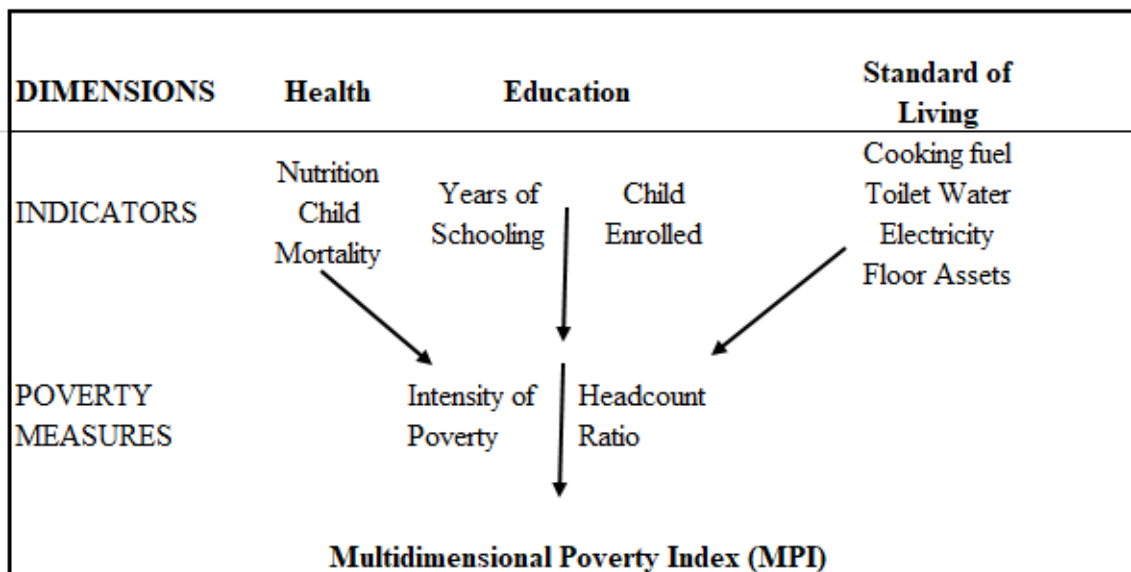 DIMENSIONS Health Education Standard of
Living
INDICATORS Nutrition
Child
Mortality
Years of
Schooling
Child
Enrolled
Cooking fuel
Toilet Water
Electricity
Floor Assets
POVERTY
MEASURES
Intensity of
Poverty
Headcount
Ratio
Multidimensional Poverty Index (MPI)